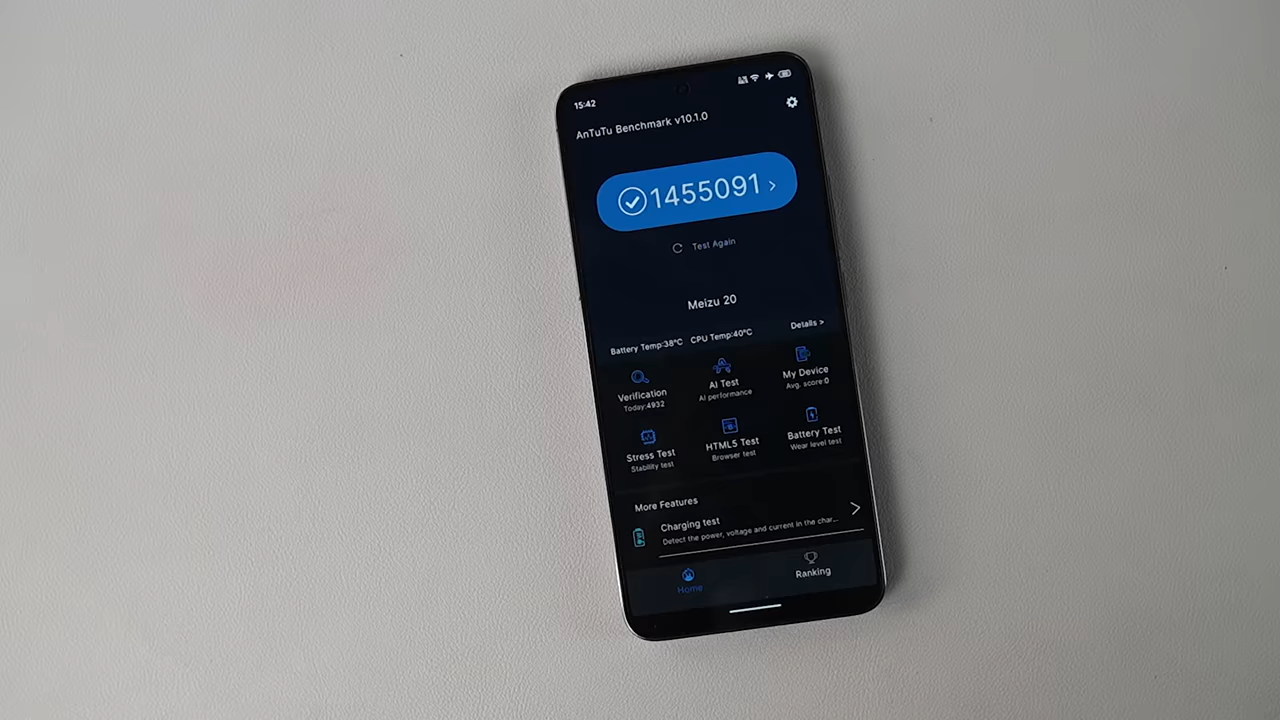 15:42
AnTuTu Benchmark v10.1.0
1455091
Test Again
Meizu 20
Battery Temp:38°C CPU Temp:40°C Details >
Verification AI Test My Device
Today:4932 AI performance Avg. score:0
Stress Test HTML5 Test Battery Test
Stability test Browser test Wear level test
More Features
Charging test
Detect the power, voltage and current in the char...
Home Ranking